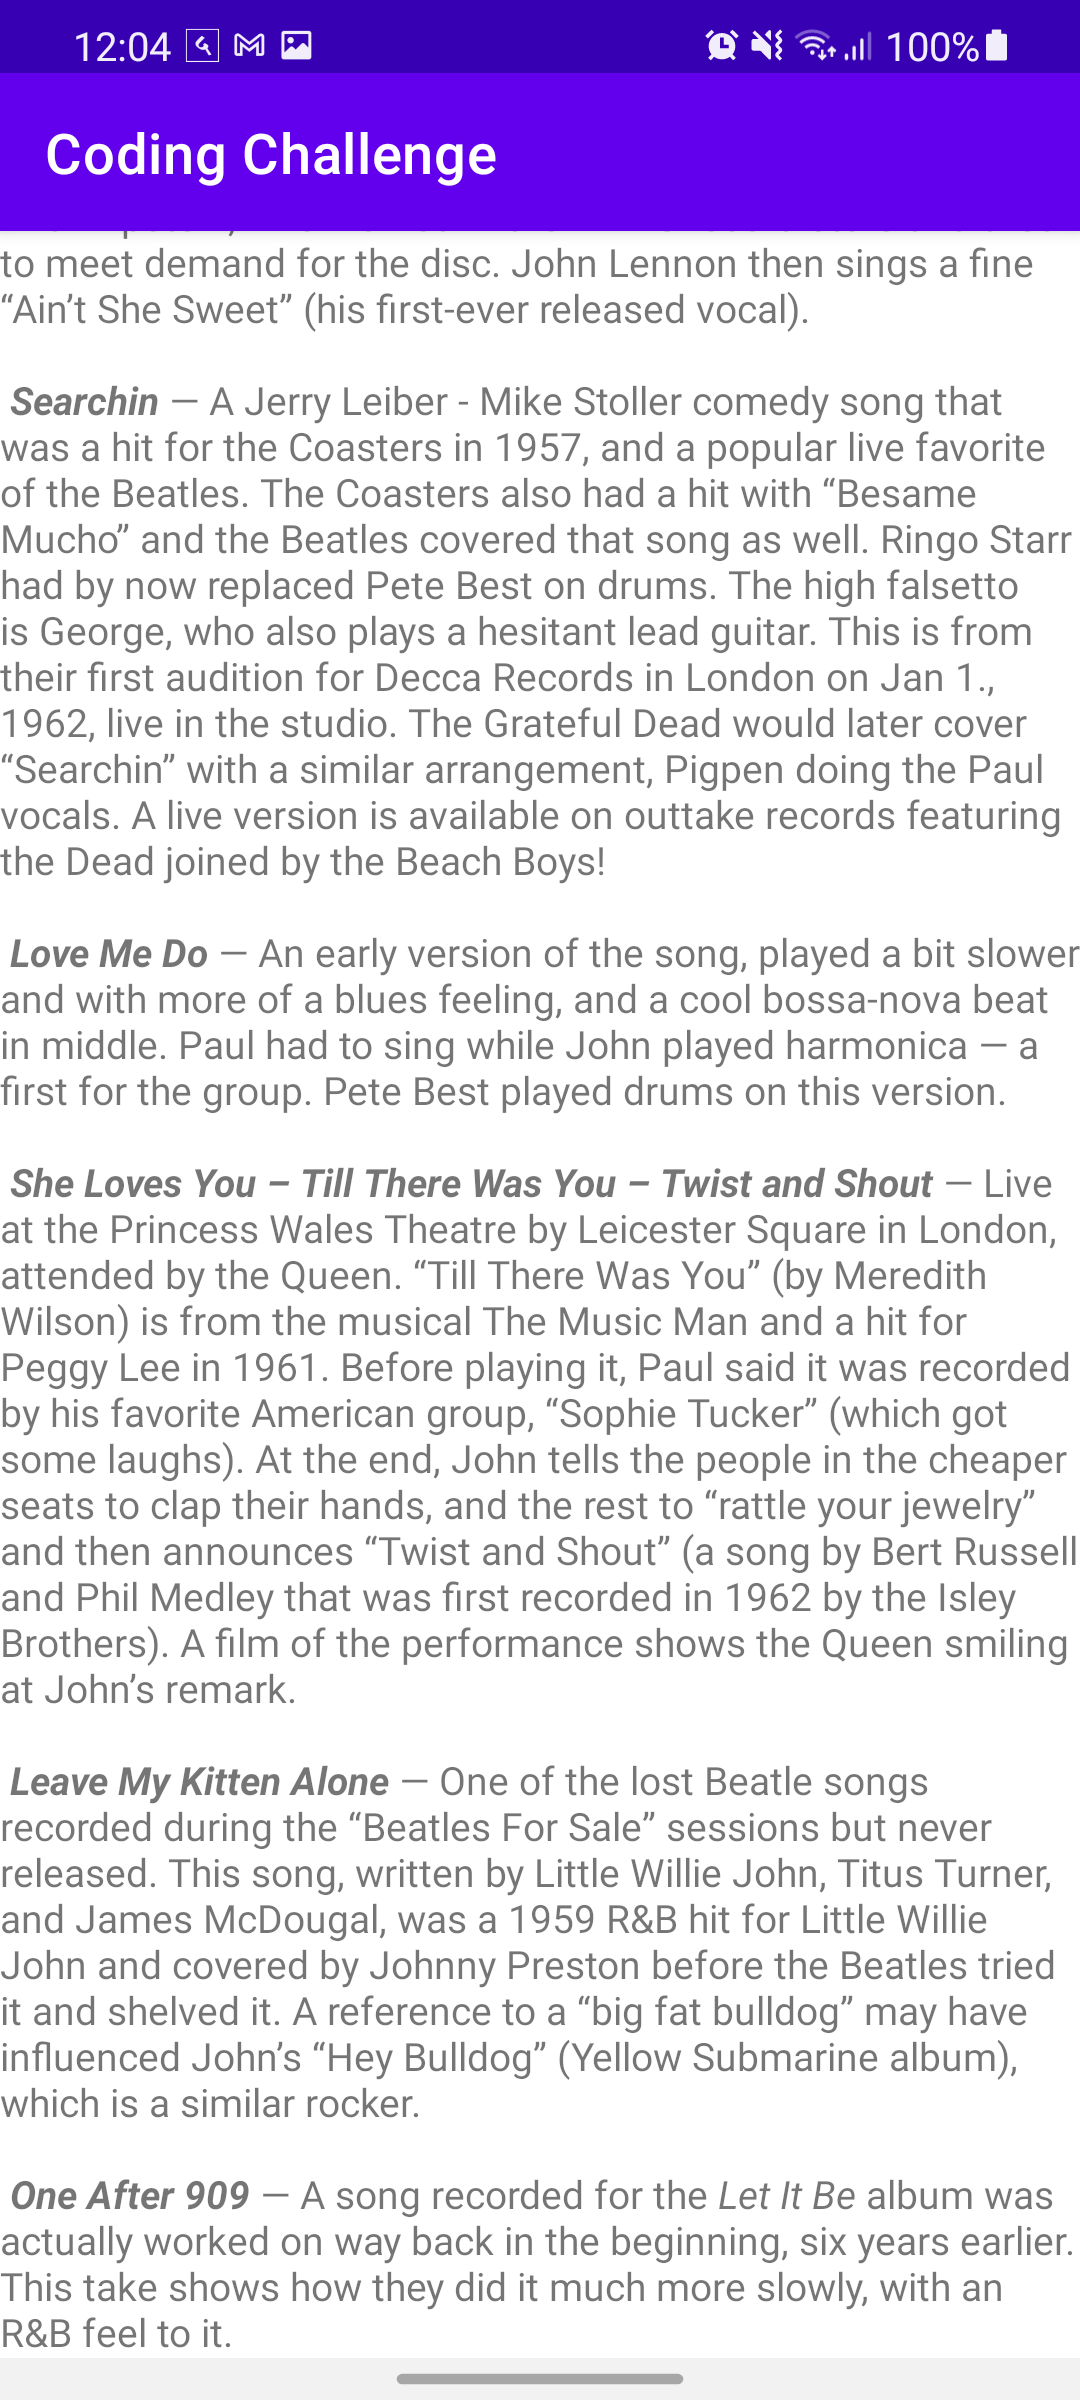 12:04
100%
Coding Challenge
to meet demand for the disc. John Lennon then sings a fine
“Ain’t She Sweet” (his first-ever released vocal).
Searchin — A Jerry Leiber - Mike Stoller comedy song that
was a hit for the Coasters in 1957, and a popular live favorite
of the Beatles. The Coasters also had a hit with “Besame
Mucho” and the Beatles covered that song as well. Ringo Starr
had by now replaced Pete Best on drums. The high falsetto
is George, who also plays a hesitant lead guitar. This is from
their first audition for Decca Records in London on Jan 1.,
1962, live in the studio. The Grateful Dead would later cover
“Searchin” with a similar arrangement, Pigpen doing the Paul
vocals. A live version is available on outtake records featuring
the Dead joined by the Beach Boys!
Love Me Do — An early version of the song, played a bit slower
and with more of a blues feeling, and a cool bossa-nova beat
in middle. Paul had to sing while John played harmonica — a
first for the group. Pete Best played drums on this version.
She Loves You – Till There Was You – Twist and Shout — Live
at the Princess Wales Theatre by Leicester Square in London,
attended by the Queen. “Till There Was You” (by Meredith
Wilson) is from the musical The Music Man and a hit for
Peggy Lee in 1961. Before playing it, Paul said it was recorded
by his favorite American group, “Sophie Tucker” (which got
some laughs). At the end, John tells the people in the cheaper
seats to clap their hands, and the rest to “rattle your jewelry”
and then announces “Twist and Shout” (a song by Bert Russell
and Phil Medley that was first recorded in 1962 by the Isley
Brothers). A film of the performance shows the Queen smiling
at John’s remark.
Leave My Kitten Alone — One of the lost Beatle songs
recorded during the “Beatles For Sale” sessions but never
released. This song, written by Little Willie John, Titus Turner,
and James McDougal, was a 1959 R&B hit for Little Willie
John and covered by Johnny Preston before the Beatles tried
it and shelved it. A reference to a “big fat bulldog” may have
influenced John’s “Hey Bulldog” (Yellow Submarine album),
which is a similar rocker.
One After 909 — A song recorded for the Let It Be album was
actually worked on way back in the beginning, six years earlier.
This take shows how they did it much more slowly, with an
R&B feel to it.